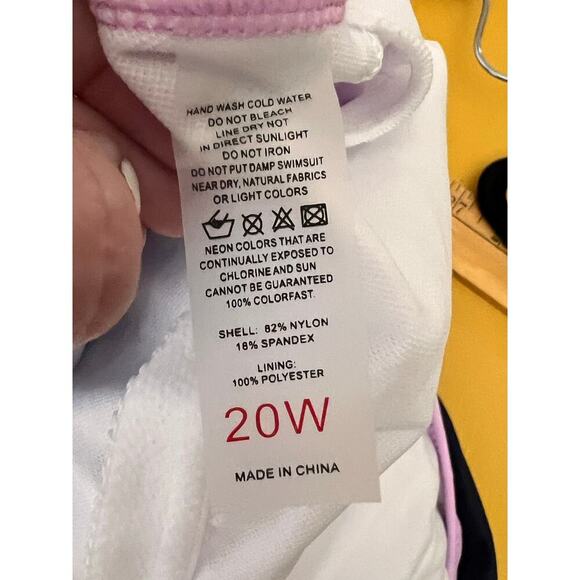 HAND WASH COLD WATER
DO NOT BLEACH
LINE DRY NOT
IN DIRECT SUNLIGHT
DO NOT IRON
DO NOT PUT DAMP SWIMSUIT
NEAR DRY, NATURAL FABRICS
OR LIGHT COLORS
NEON COLORS THAT ARE
CONTINUALLY EXPOSED TO
CHLORINE AND SUN
CANNOT BE GUARANTEED
100% COLORFAST.
SHELL: 82% NYLON
18% SPANDEX
LINING:
100% POLYESTER
20W
MADE IN CHINA